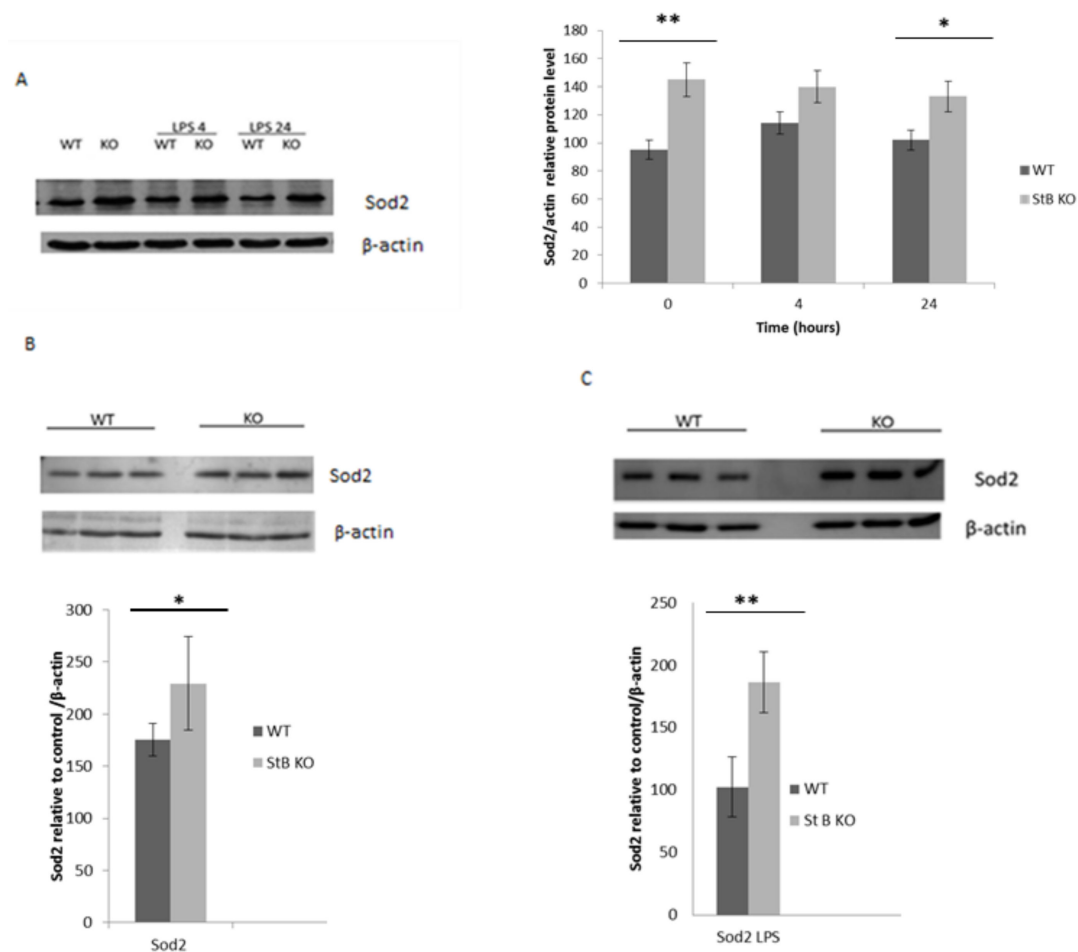 A
LPS 4 LPS 24
WT KO WT KO WT KO
Sod2
β-actin
** *
180
160
140
120
100
80
60
40
20
0
Sod2/actin relative protein level
0 4 24
Time (hours)
WT
StB KO
B
WT KO
Sod2
β-actin
*
300
250
200
150
100
50
0
Sod2 relative to control /β-actin
Sod2
WT
StB KO
C
WT KO
Sod2
β-actin
**
250
200
150
100
50
0
Sod2 relative to control/β-actin
Sod2 LPS
WT
St B KO